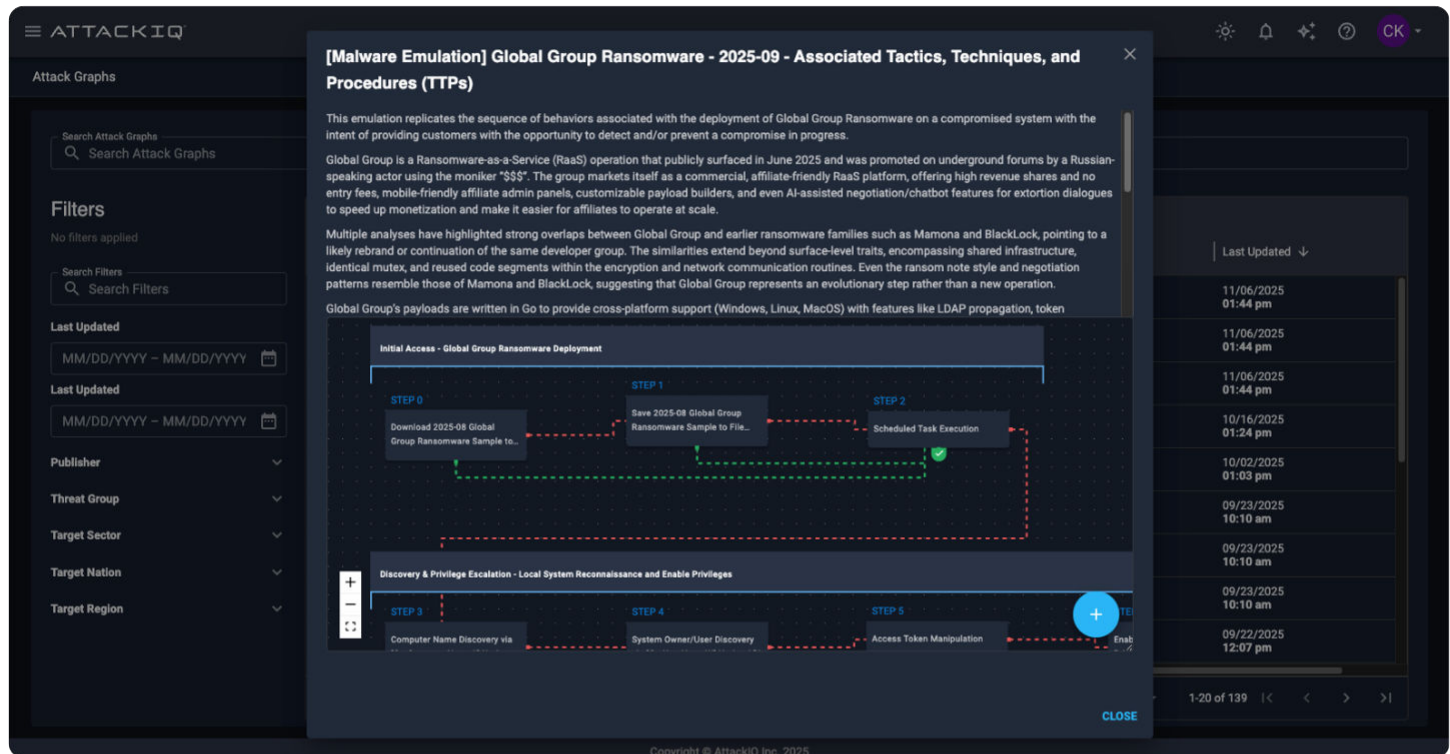 ATTACKIQ
CK
Attack Graphs
Search Attack Graphs
Search Attack Graphs
Filters
No filters applied
Search Filters
Search Filters
Last Updated
MM/DD/YYYY – MM/DD/YYYY
Last Updated
MM/DD/YYYY – MM/DD/YYYY
Publisher
Threat Group
Target Sector
Target Nation
Target Region
[Malware Emulation] Global Group Ransomware - 2025-09 - Associated Tactics, Techniques, and
Procedures (TTPs)
This emulation replicates the sequence of behaviors associated with the deployment of Global Group Ransomware on a compromised system with the
intent of providing customers with the opportunity to detect and/or prevent a compromise in progress.
Global Group is a Ransomware-as-a-Service (RaaS) operation that publicly surfaced in June 2025 and was promoted on underground forums by a Russian-
speaking actor using the moniker "$$$". The group markets itself as a commercial, affiliate-friendly RaaS platform, offering high revenue shares and no
entry fees, mobile-friendly affiliate admin panels, customizable payload builders, and even AI-assisted negotiation/chatbot features for extortion dialogues
to speed up monetization and make it easier for affiliates to operate at scale.
Multiple analyses have highlighted strong overlaps between Global Group and earlier ransomware families such as Mamona and BlackLock, pointing to a
likely rebrand or continuation of the same developer group. The similarities extend beyond surface-level traits, encompassing shared infrastructure,
identical mutex, and reused code segments within the encryption and network communication routines. Even the ransom note style and negotiation
patterns resemble those of Mamona and BlackLock, suggesting that Global Group represents an evolutionary step rather than a new operation.
Global Group's payloads are written in Go to provide cross-platform support (Windows, Linux, MacOS) with features like LDAP propagation, token
Initial Access - Global Group Ransomware Deployment
STEP 0
Download 2025-08 Global
Group Ransomware Sample to...
STEP 1
Save 2025-08 Global Group
Ransomware Sample to File...
STEP 2
Scheduled Task Execution
Discovery & Privilege Escalation - Local System Reconnaissance and Enable Privileges
STEP 3
Computer Name Discovery via
STEP 4
System Owner/User Discovery
STEP 5
Access Token Manipulation
Enab
CLOSE
Last Updated
11/06/2025
01:44 pm
11/06/2025
01:44 pm
11/06/2025
01:44 pm
10/16/2025
01:24 pm
10/02/2025
01:03 pm
09/23/2025
10:10 am
09/23/2025
10:10 am
09/23/2025
10:10 am
09/22/2025
12:07 pm
1-20 of 139
Copyright © AttackIQ Inc. 2025